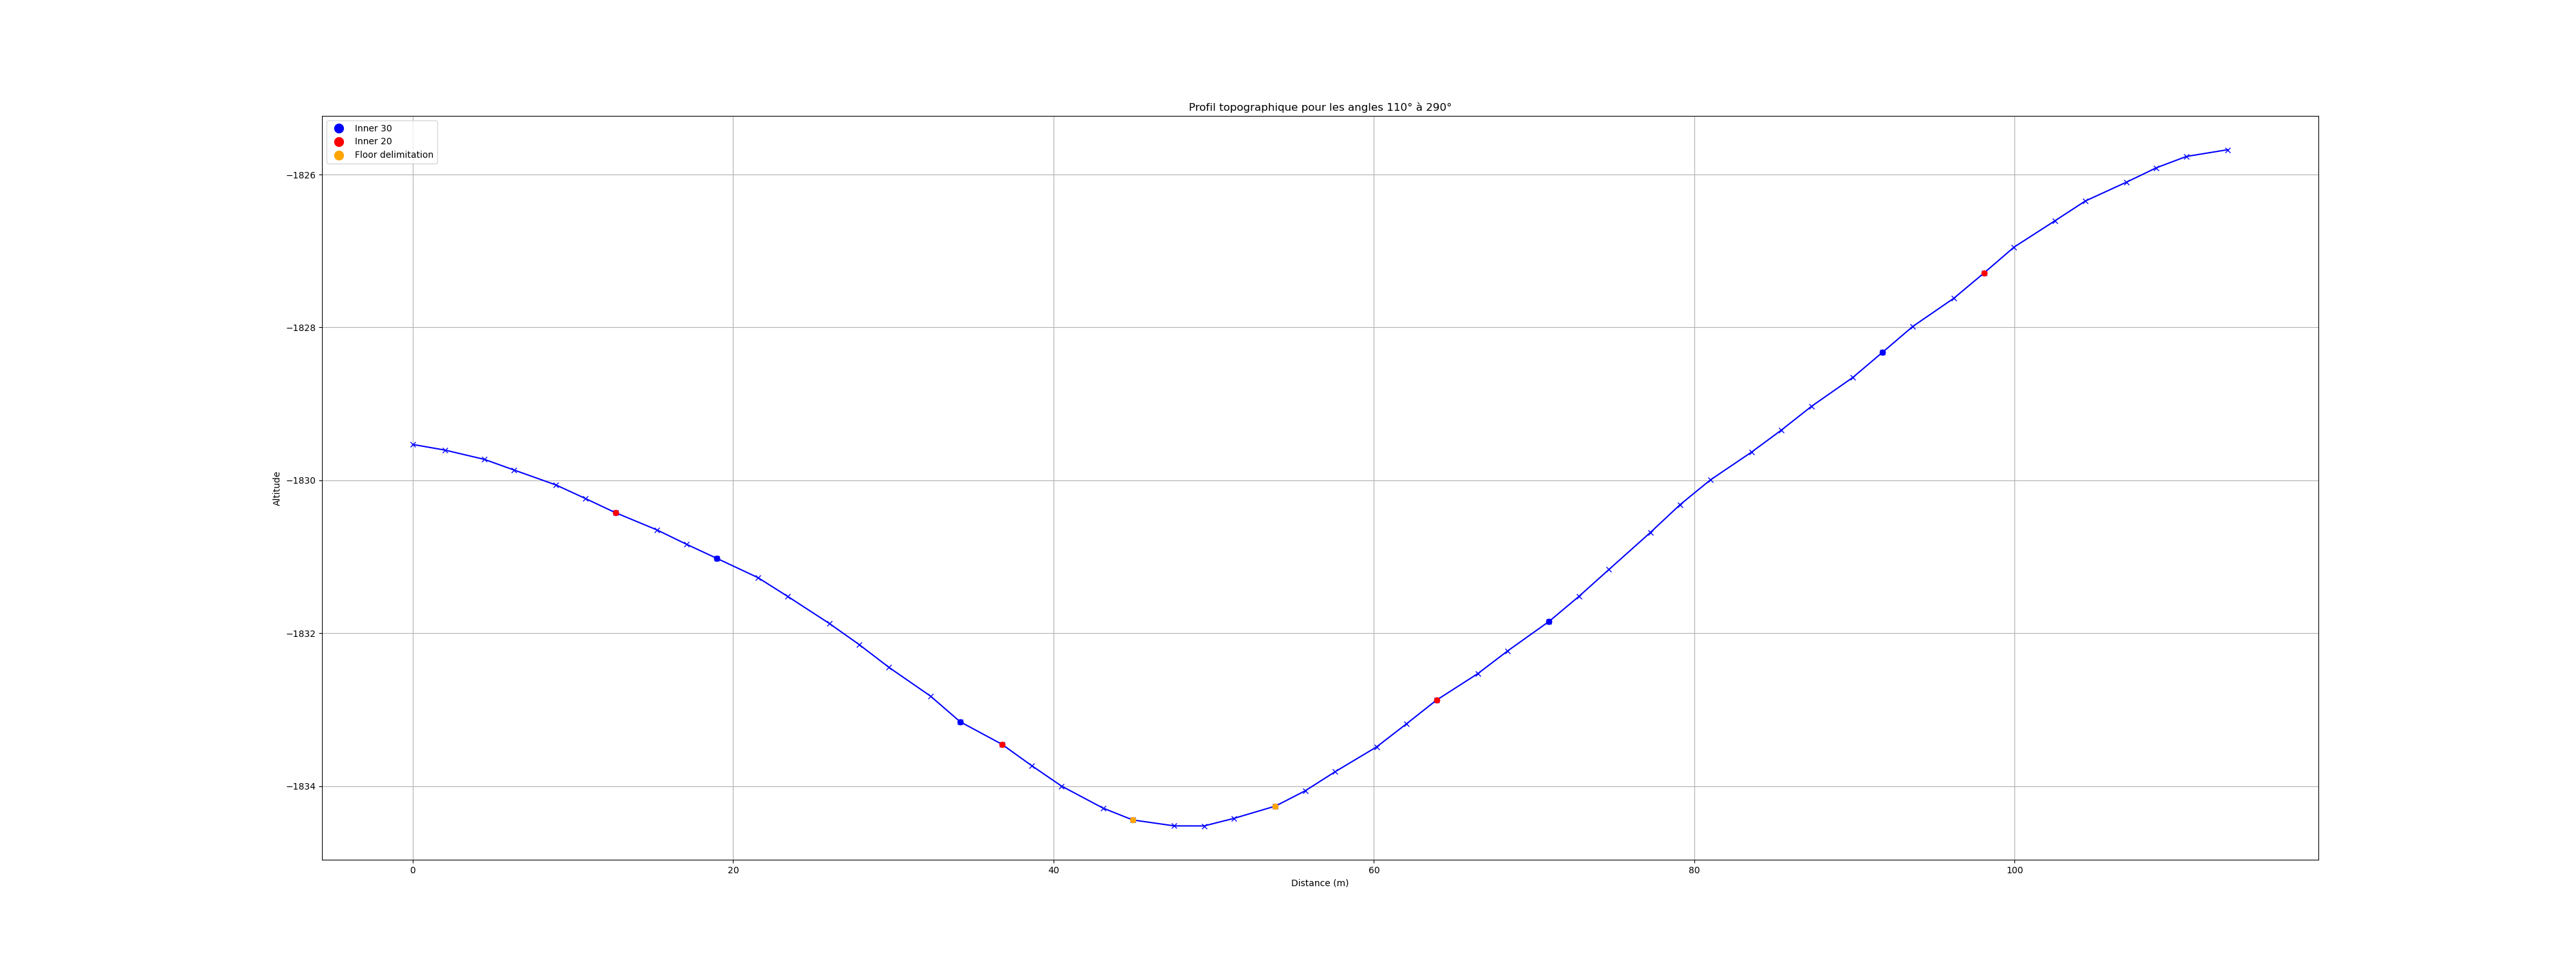 Profil topographique pour les angles 110° à 290°
Inner 30
Inner 20
Floor delimitation
Altitude
−1826
−1828
−1830
−1832
−1834
0 20 40 60 80 100
Distance (m)